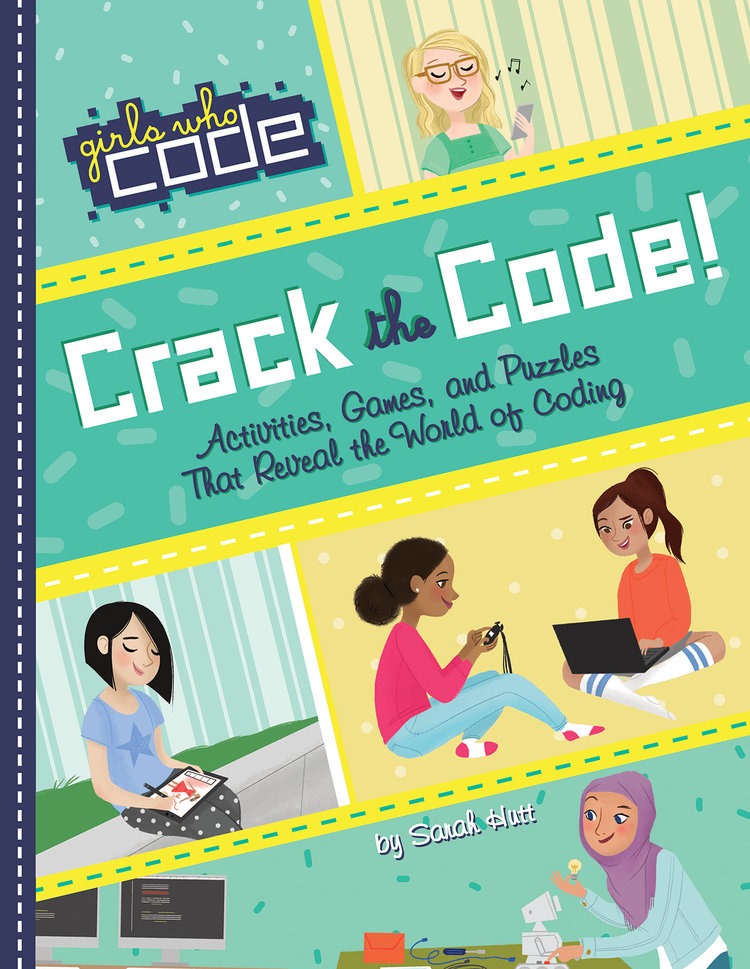 girls who
code
Crack the Code!
Activities, Games, and Puzzles
That Reveal the World of Coding
by Sarah Hutt